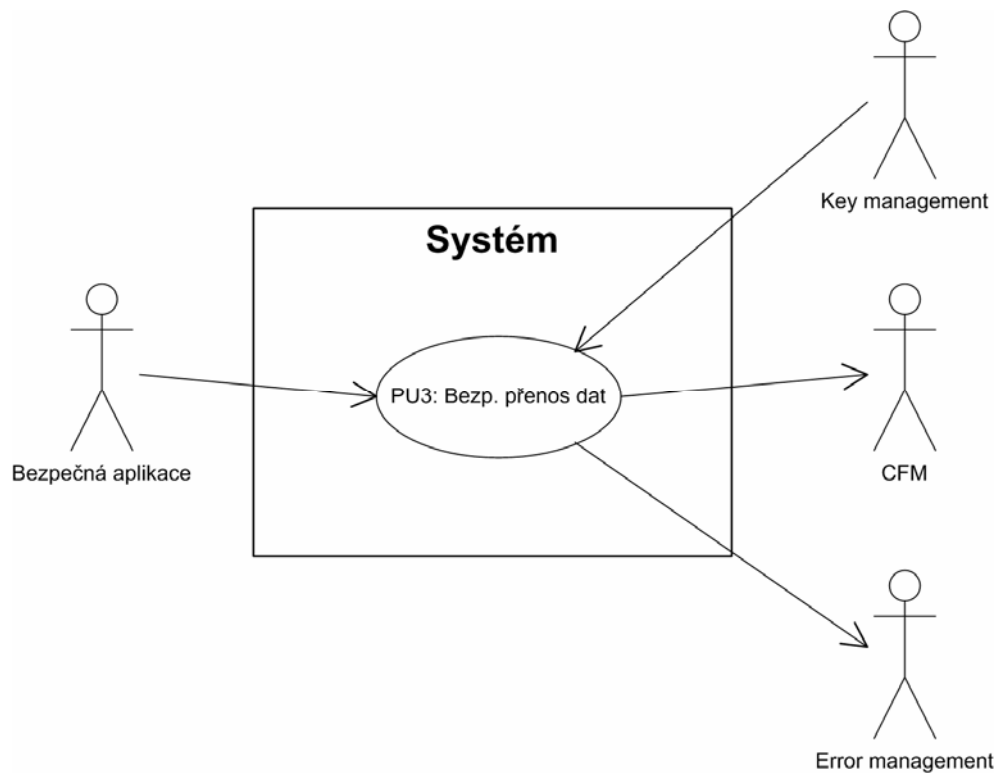 Key management
Systém
PU3: Bezp. přenos dat
Bezpečná aplikace
CFM
Error management